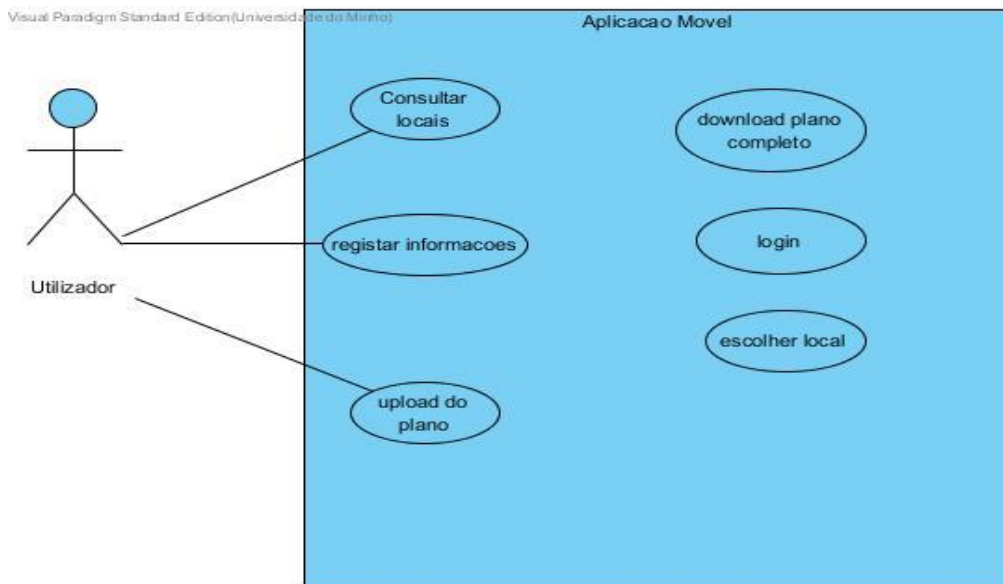 Visual Paradigm Standard Edition(Universidade do Minho)
Aplicacao Movel
Consultar
locais
download plano
completo
registar informacoes
login
Utilizador
escolher local
upload do
plano